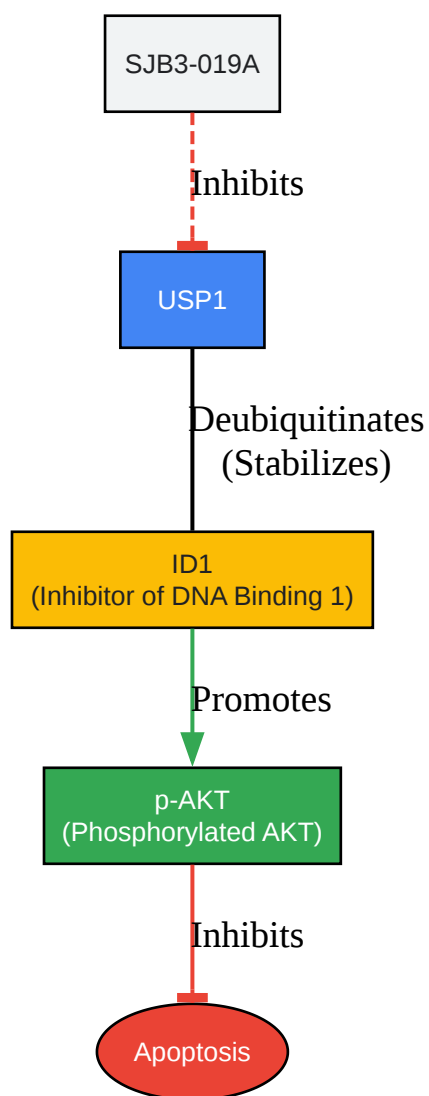 SJB3-019A
Inhibits
USP1
Deubiquitinates
(Stabilizes)
ID1
(Inhibitor of DNA Binding 1)
Promotes
p-AKT
(Phosphorylated AKT)
Inhibits
Apoptosis